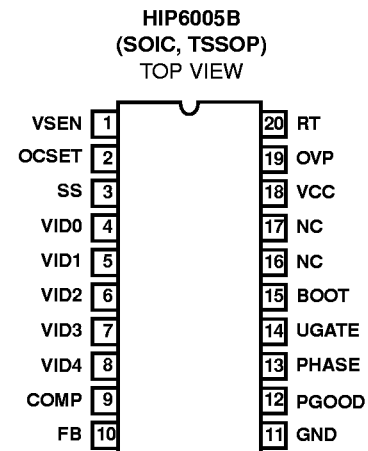 HIP6005B
(SOIC, TSSOP)
TOP VIEW
VSEN 1 20 RT
OCSET 2 19 OVP
SS 3 18 VCC
VID0 4 17 NC
VID1 5 16 NC
VID2 6 15 BOOT
VID3 7 14 UGATE
VID4 8 13 PHASE
COMP 9 12 PGOOD
FB 10 11 GND